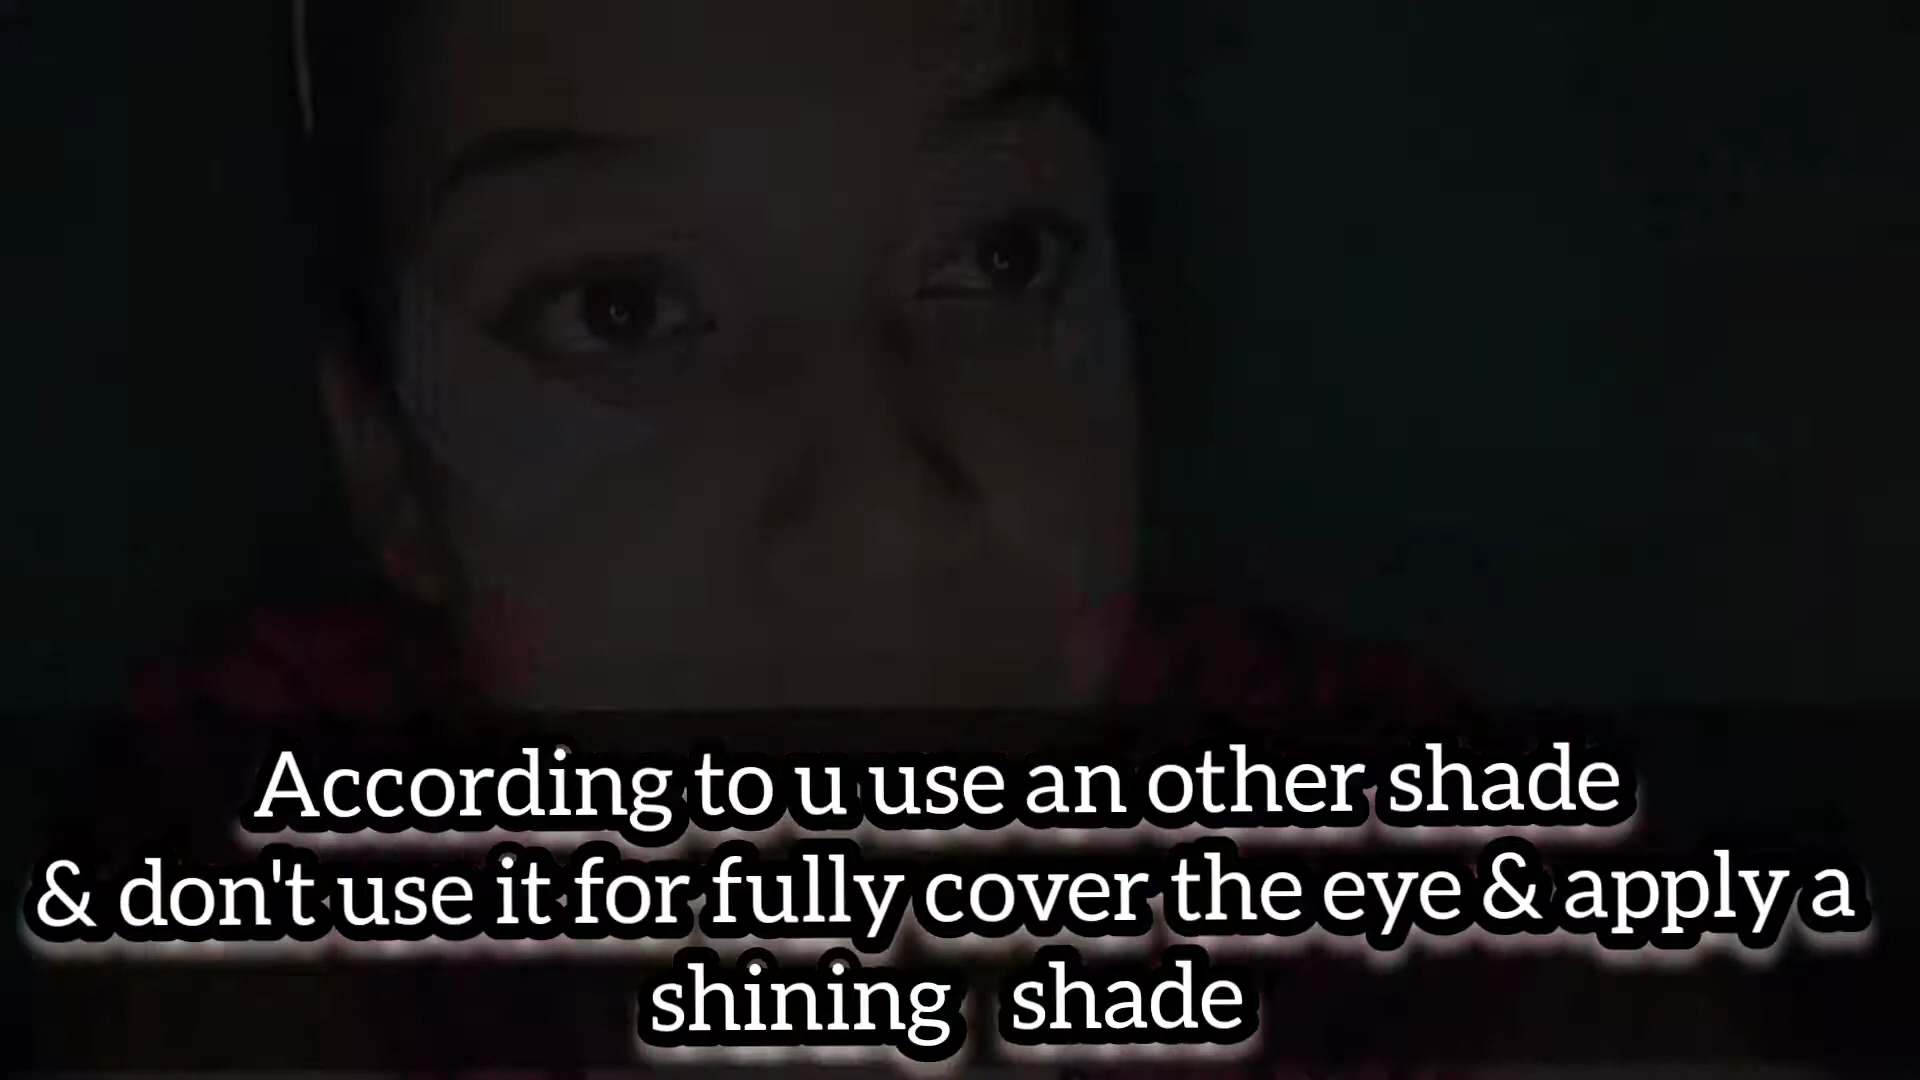 According to u use an other shade
& don't use it for fully cover the eye & apply a
shining shade